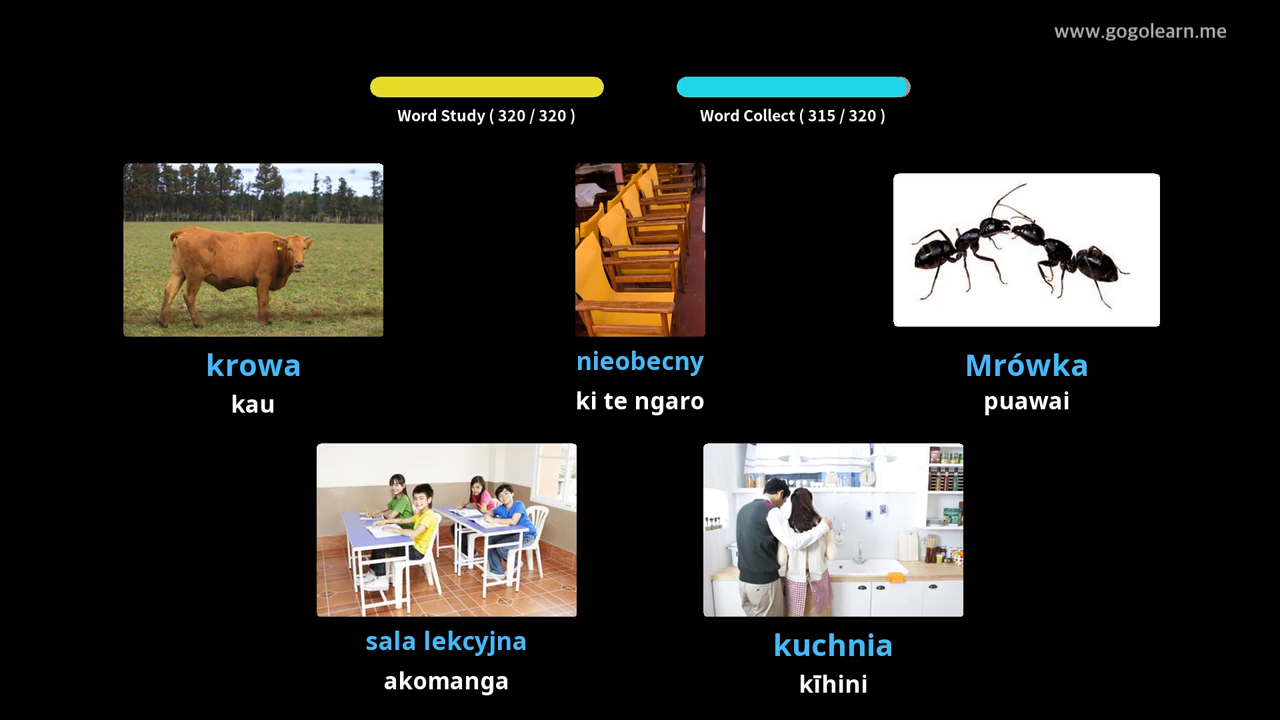 www.gogolearn.me
Word Study ( 320 / 320 )
Word Collect ( 315 / 320 )
krowa
kau
nieobecny
ki te ngaro
Mrówka
puawai
sala lekcyjna
akomanga
kuchnia
kīhini